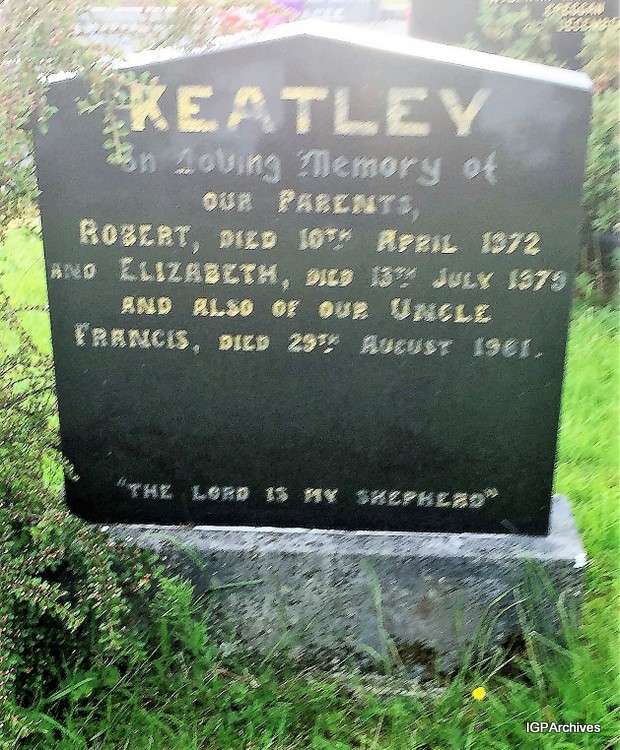 KEATLEY
In Loving Memory of
OUR PARENTS,
ROBERT, DIED 10TH APRIL 1972
AND ELIZABETH, DIED 13TH JULY 1979
AND ALSO OF OUR UNCLE
FRANCIS, DIED 29TH AUGUST 1981.
"THE LORD IS MY SHEPHERD"
IGPArchives